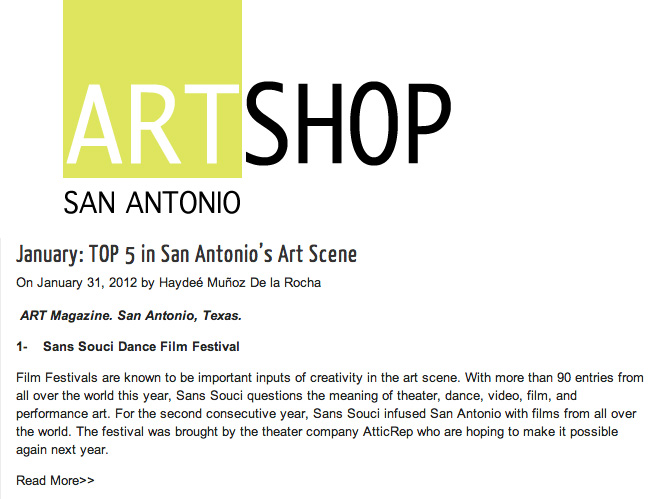 ARTSHOP
SAN ANTONIO
January: TOP 5 in San Antonio's Art Scene
On January 31, 2012 by Haydeé Muñoz De la Rocha
ART Magazine. San Antonio, Texas.
1- Sans Souci Dance Film Festival
Film Festivals are known to be important inputs of creativity in the art scene. With more than 90 entries from
all over the world this year, Sans Souci questions the meaning of theater, dance, video, film, and
performance art. For the second consecutive year, Sans Souci infused San Antonio with films from all over
the world. The festival was brought by the theater company AtticRep who are hoping to make it possible
again next year.
Read More>>